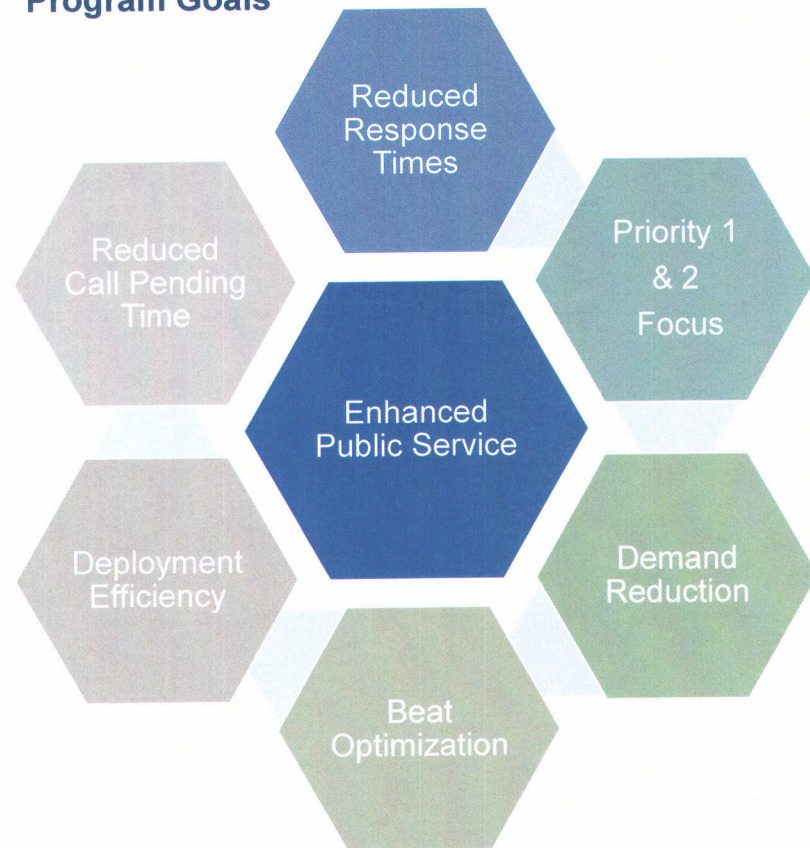 Program Goals
Reduced
Response
Times
Priority 1
& 2
Focus
Reduced
Call Pending
Time
Enhanced
Public Service
Deployment
Efficiency
Demand
Reduction
Beat
Optimization